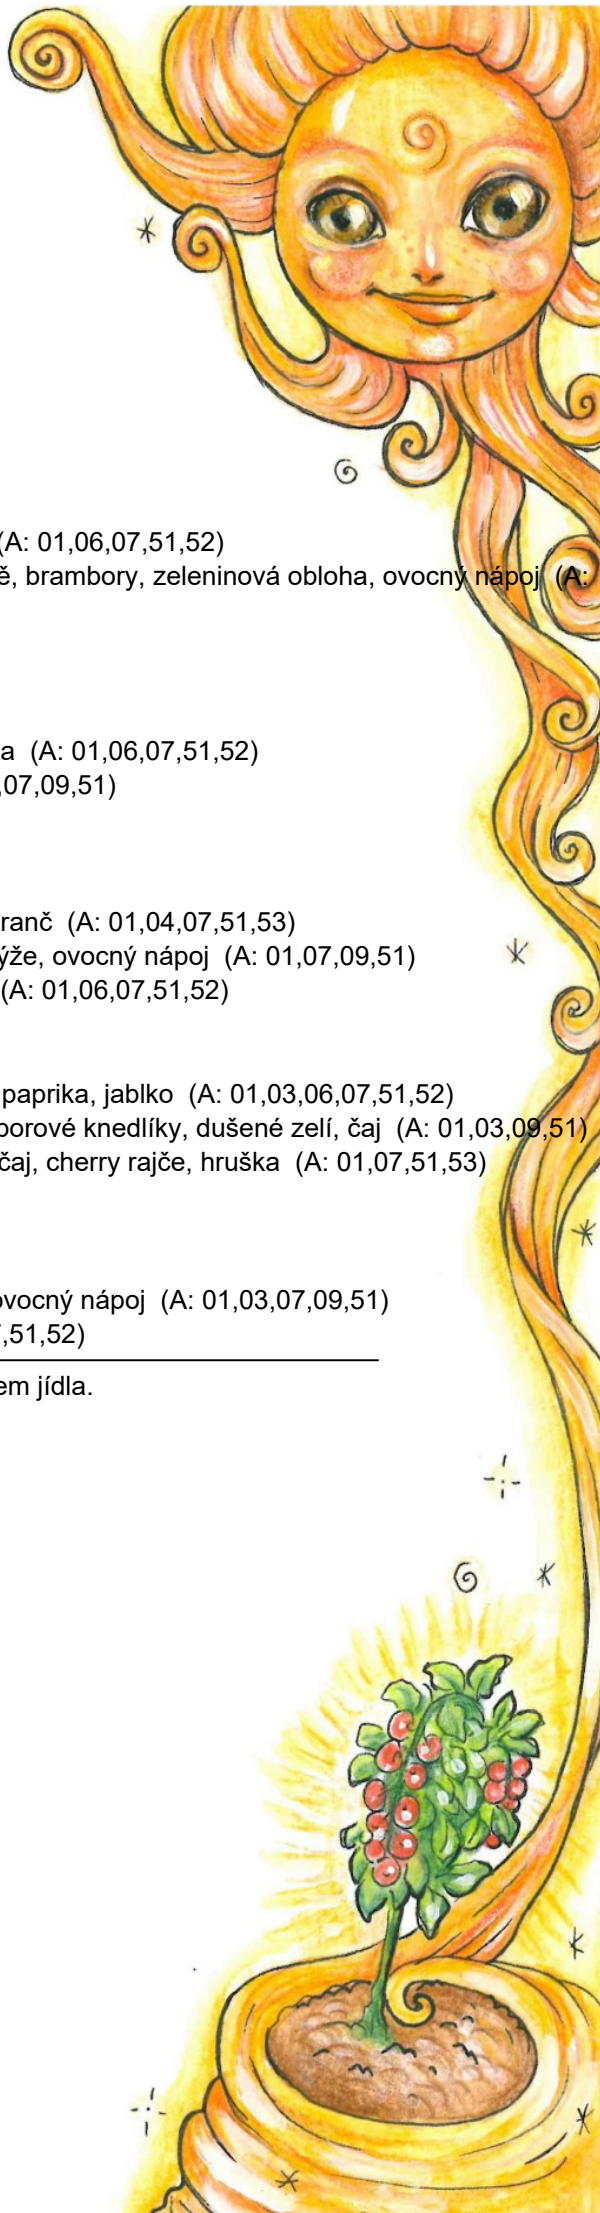 (A: 01,06,07,51,52)
ě, brambory, zeleninová obloha, ovocný nápoj (A:
a (A: 01,06,07,51,52)
,07,09,51)
ranč (A: 01,04,07,51,53)
ýže, ovocný nápoj (A: 01,07,09,51)
(A: 01,06,07,51,52)
paprika, jablko (A: 01,03,06,07,51,52)
borové knedlíky, dušené zelí, čaj (A: 01,03,09,51)
čaj, cherry rajče, hruška (A: 01,07,51,53)
ovocný nápoj (A: 01,03,07,09,51)
,51,52)
em jídla.